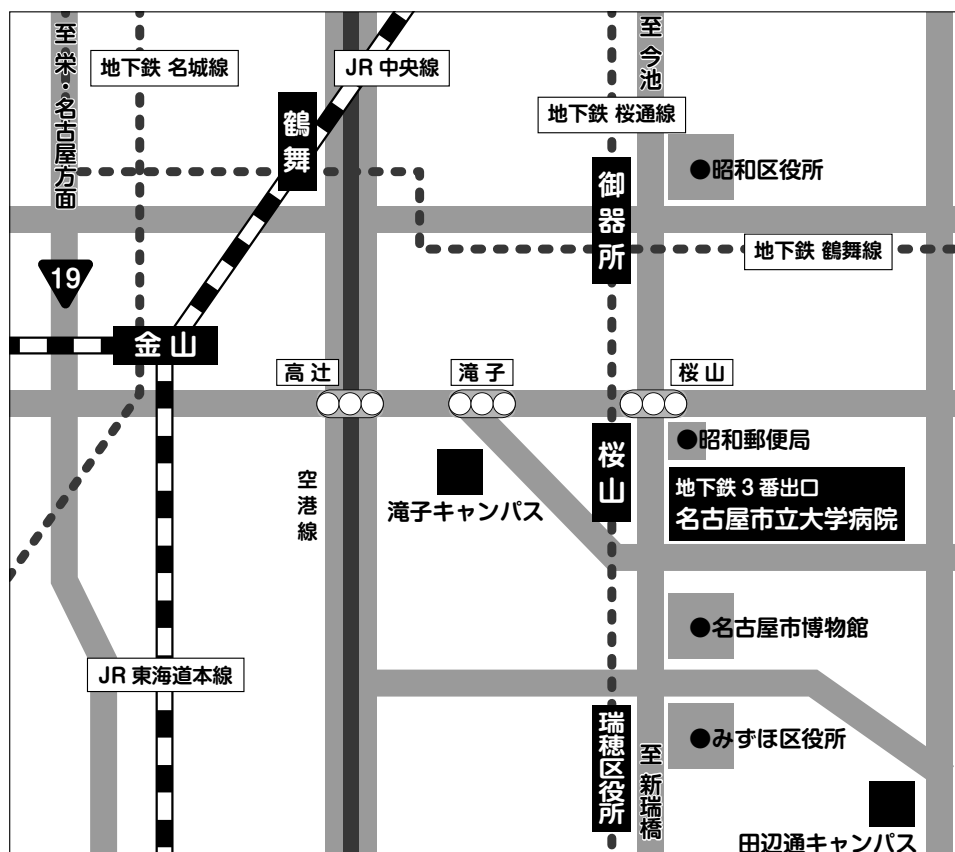 至 栄・名古屋方面
地下鉄 名城線
JR 中央線
至 今池
鶴舞
地下鉄 桜通線
●昭和区役所
御器所
地下鉄 鶴舞線
19
金山
高辻
滝子
桜山
桜山
●昭和郵便局
地下鉄3番出口
名古屋市立大学病院
空港線
滝子キャンパス
●名古屋市博物館
JR 東海道本線
瑞穂区役所
●みずほ区役所
至 新瑞橋
田辺通キャンパス